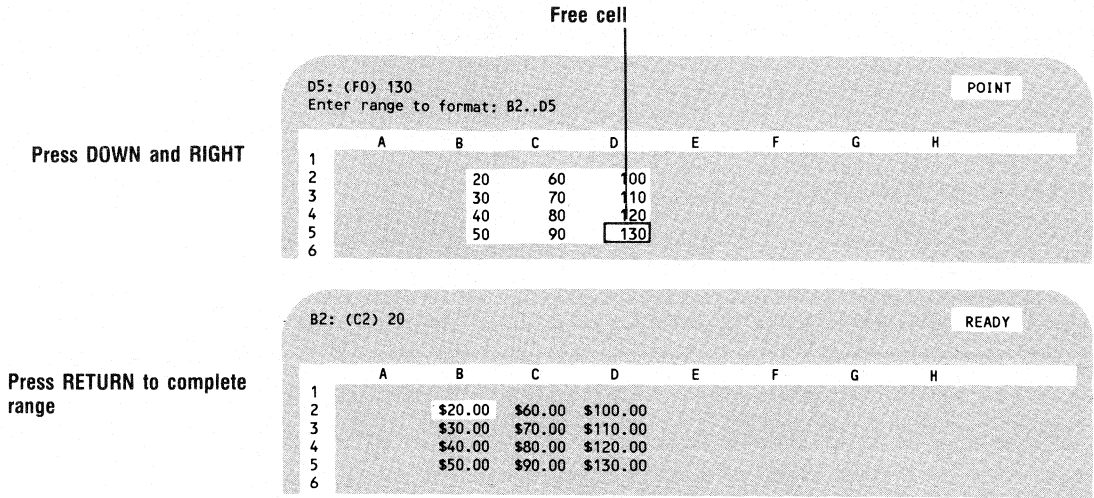 Free cell
D5: (F0) 130 POINT
Enter range to format: B2..D5
Press DOWN and RIGHT
A B C D E F G H
1
2 20 60 100
3 30 70 110
4 40 80 120
5 50 90 130
6
B2: (C2) 20 READY
Press RETURN to complete
range
A B C D E F G H
1
2 $20.00 $60.00 $100.00
3 $30.00 $70.00 $110.00
4 $40.00 $80.00 $120.00
5 $50.00 $90.00 $130.00
6